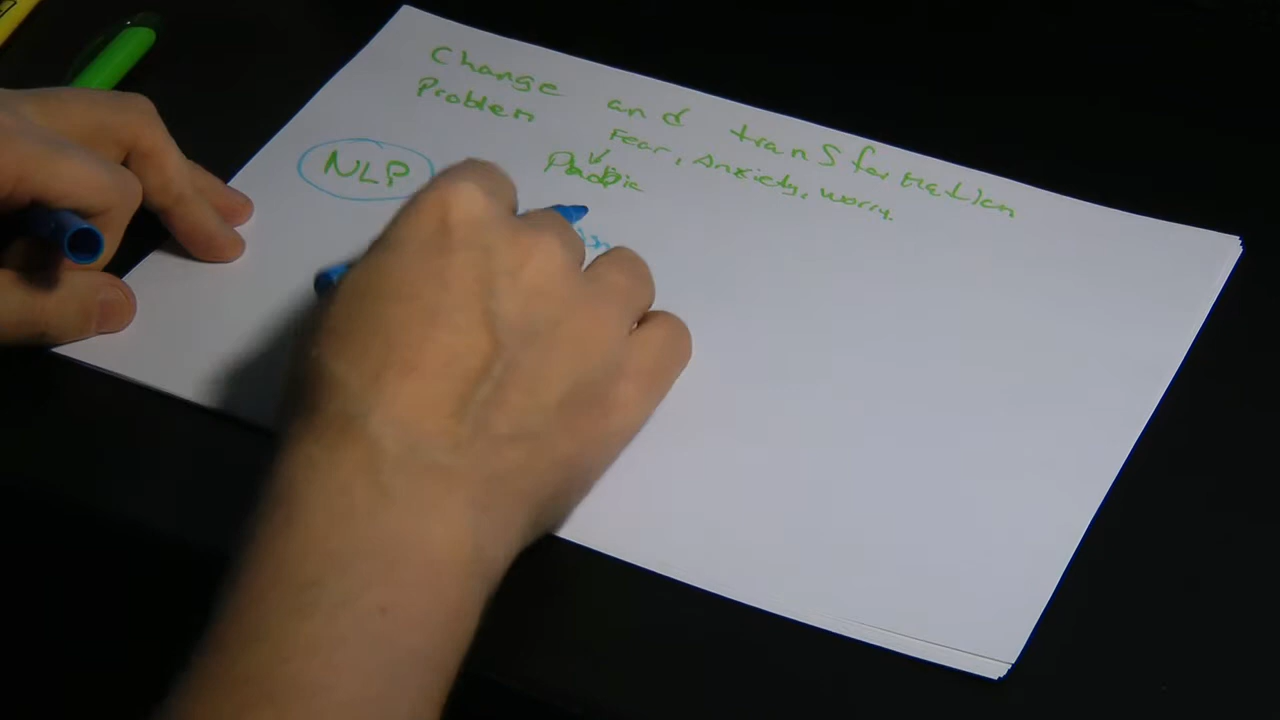 Change and transformation
Problem
Fear, Anxiety, worry.
NLP